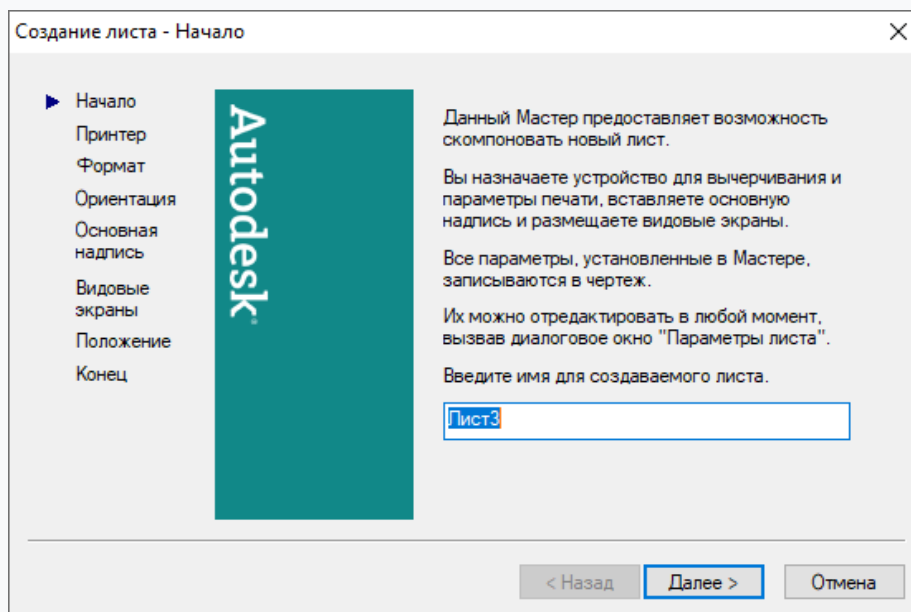 Создание листа - Начало
Начало
Принтер
Формат
Ориентация
Основная
надпись
Видовые
экраны
Положение
Конец
Autodesk
Данный Мастер предоставляет возможность
скомпоновать новый лист.
Вы назначаете устройство для вычерчивания и
параметры печати, вставляете основную
надпись и размещаете видовые экраны.
Все параметры, установленные в Мастере,
записываются в чертеж.
Их можно отредактировать в любой момент,
вызвав диалоговое окно "Параметры листа".
Введите имя для создаваемого листа.
Лист3
< Назад
Далее >
Отмена